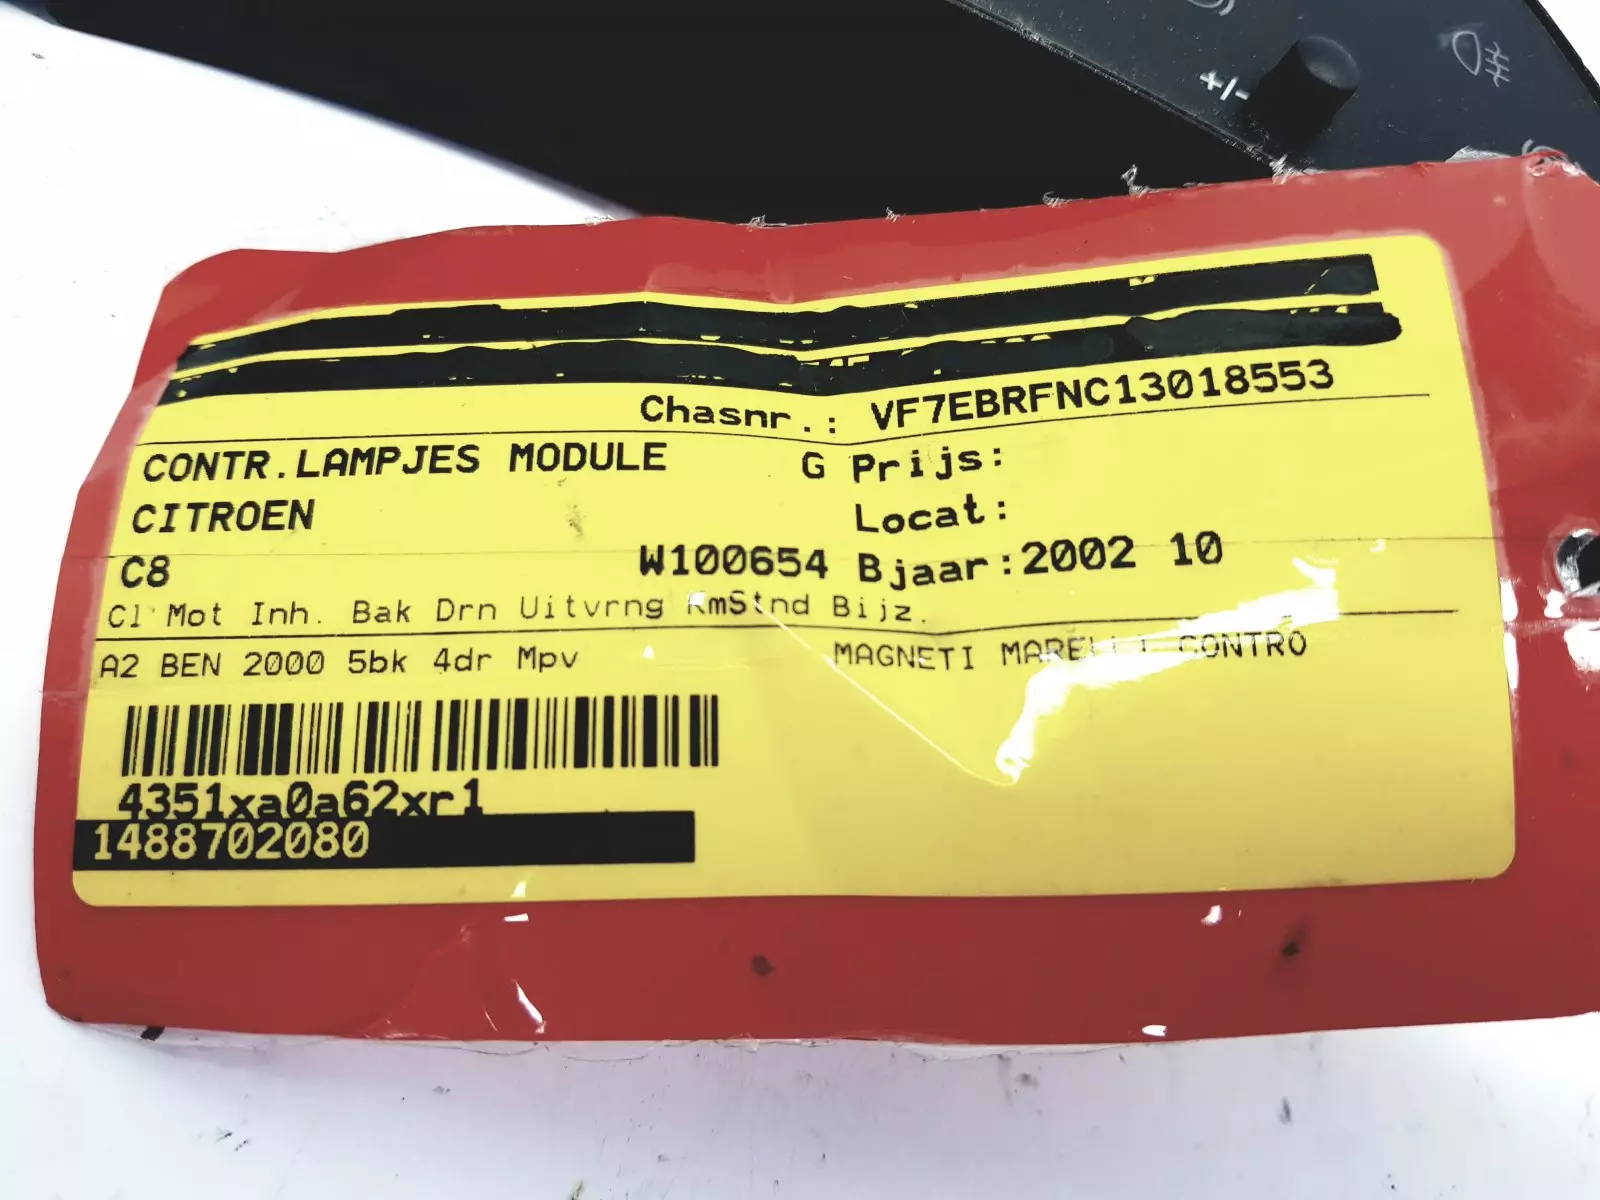 +/-
Chasnr.: VF7EBRFNC13018553
CONTR.LAMPJES MODULE G Prijs:
CITROEN Locat:
C8 W100654 Bjaar:2002 10
Cl Mot Inh. Bak Drn Uitvrng KmStnd Bijz.
A2 BEN 2000 5bk 4dr Mpv MAGNETI MARELLI CONTRO
4351xa0a62xr1
1488702080